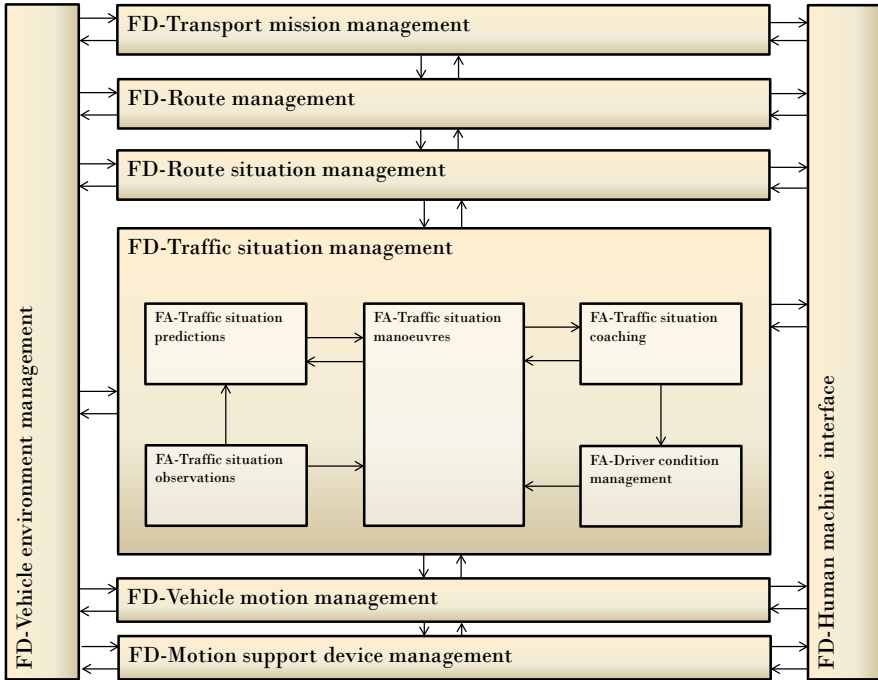 FD-Transport mission management
FD-Route management
FD-Route situation management
FD-Traffic situation management
FA-Traffic situation
predictions
FA-Traffic situation
manoeuvres
FA-Traffic situation
coaching
FA-Traffic situation
observations
FA-Driver condition
management
FD-Vehicle motion management
FD-Motion support device management
FD-Vehicle environment management
FD-Human machine interface